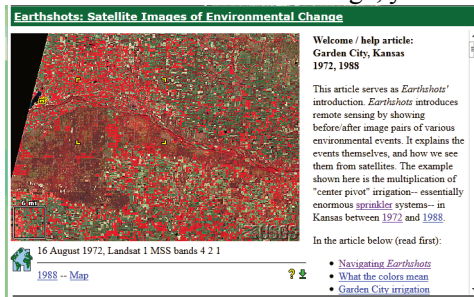 Earthshots: Satellite Images of Environmental Change
Welcome / help article:
Garden City, Kansas
1972, 1988
This article serves as Earthshots'
introduction. Earthshots introduces
remote sensing by showing
before/after image pairs of various
environmental events. It explains the
events themselves, and how we see
them from satellites. The example
shown here is the multiplication of
"center pivot" irrigation-- essentially
enormous sprinkler systems-- in
Kansas between 1972 and 1988.
In the article below (read first):
• Navigating Earthshots
• What the colors mean
• Garden City irrigation
6 mi
USGS
16 August 1972, Landsat 1 MSS bands 4 2 1
1988 -- Map
?